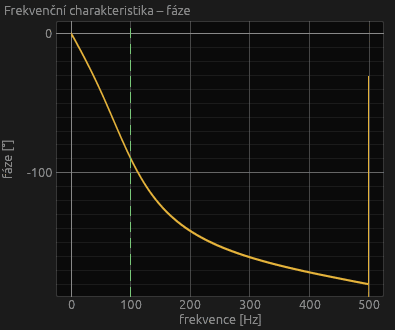 Frekvenční charakteristika – fáze
fáze [°]
0
-100
0 100 200 300 400 500
frekvence [Hz]